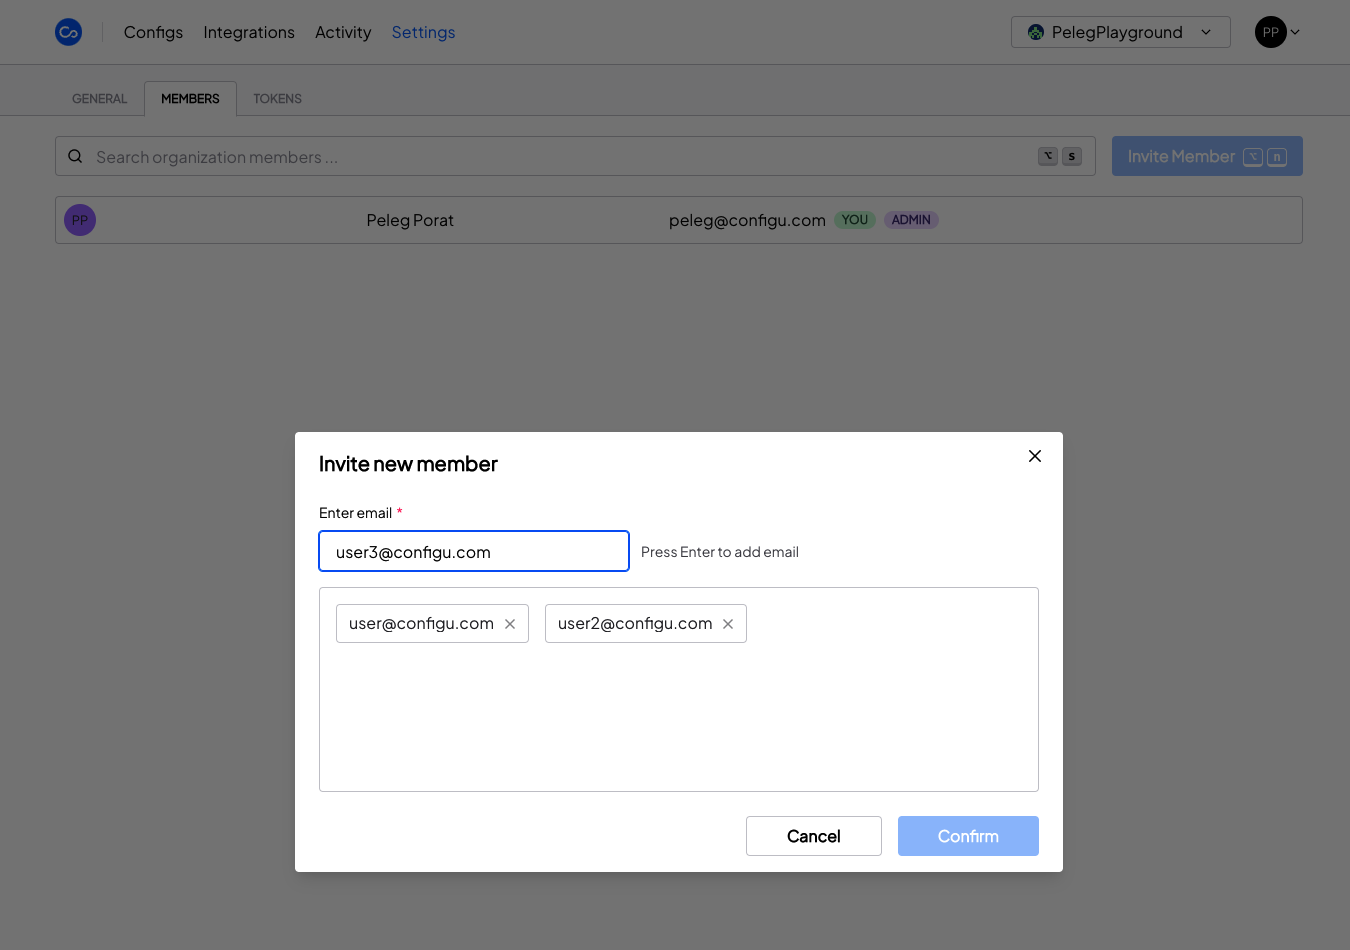 Configs Integrations Activity Settings PelegPlayground PP
GENERAL MEMBERS TOKENS
Search organization members ... ⌥ S Invite Member ⌥ n
PP Peleg Porat peleg@configu.com YOU ADMIN
Invite new member
Enter email *
user3@configu.com Press Enter to add email
user@configu.com user2@configu.com
Cancel Confirm